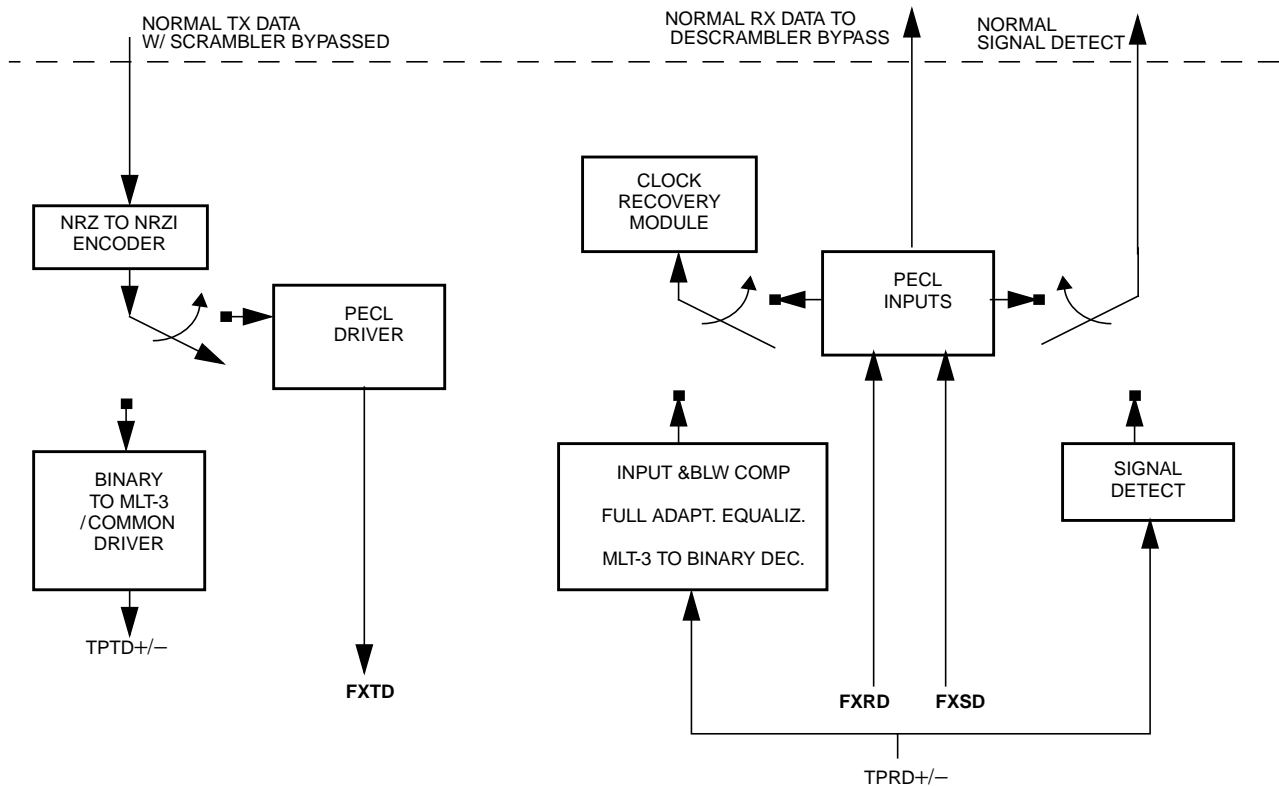 NORMAL TX DATA
W/ SCRAMBLER BYPASSED
NORMAL RX DATA TO
DESCRAMBLER BYPASS
NORMAL
SIGNAL DETECT
NRZ TO NRZI
ENCODER
PECL
DRIVER
CLOCK
RECOVERY
MODULE
PECL
INPUTS
BINARY
TO MLT-3
/COMMON
DRIVER
INPUT &BLW COMP
FULL ADAPT. EQUALIZ.
MLT-3 TO BINARY DEC.
SIGNAL
DETECT
TPTD+/−
FXTD
FXRD
FXSD
TPRD+/−